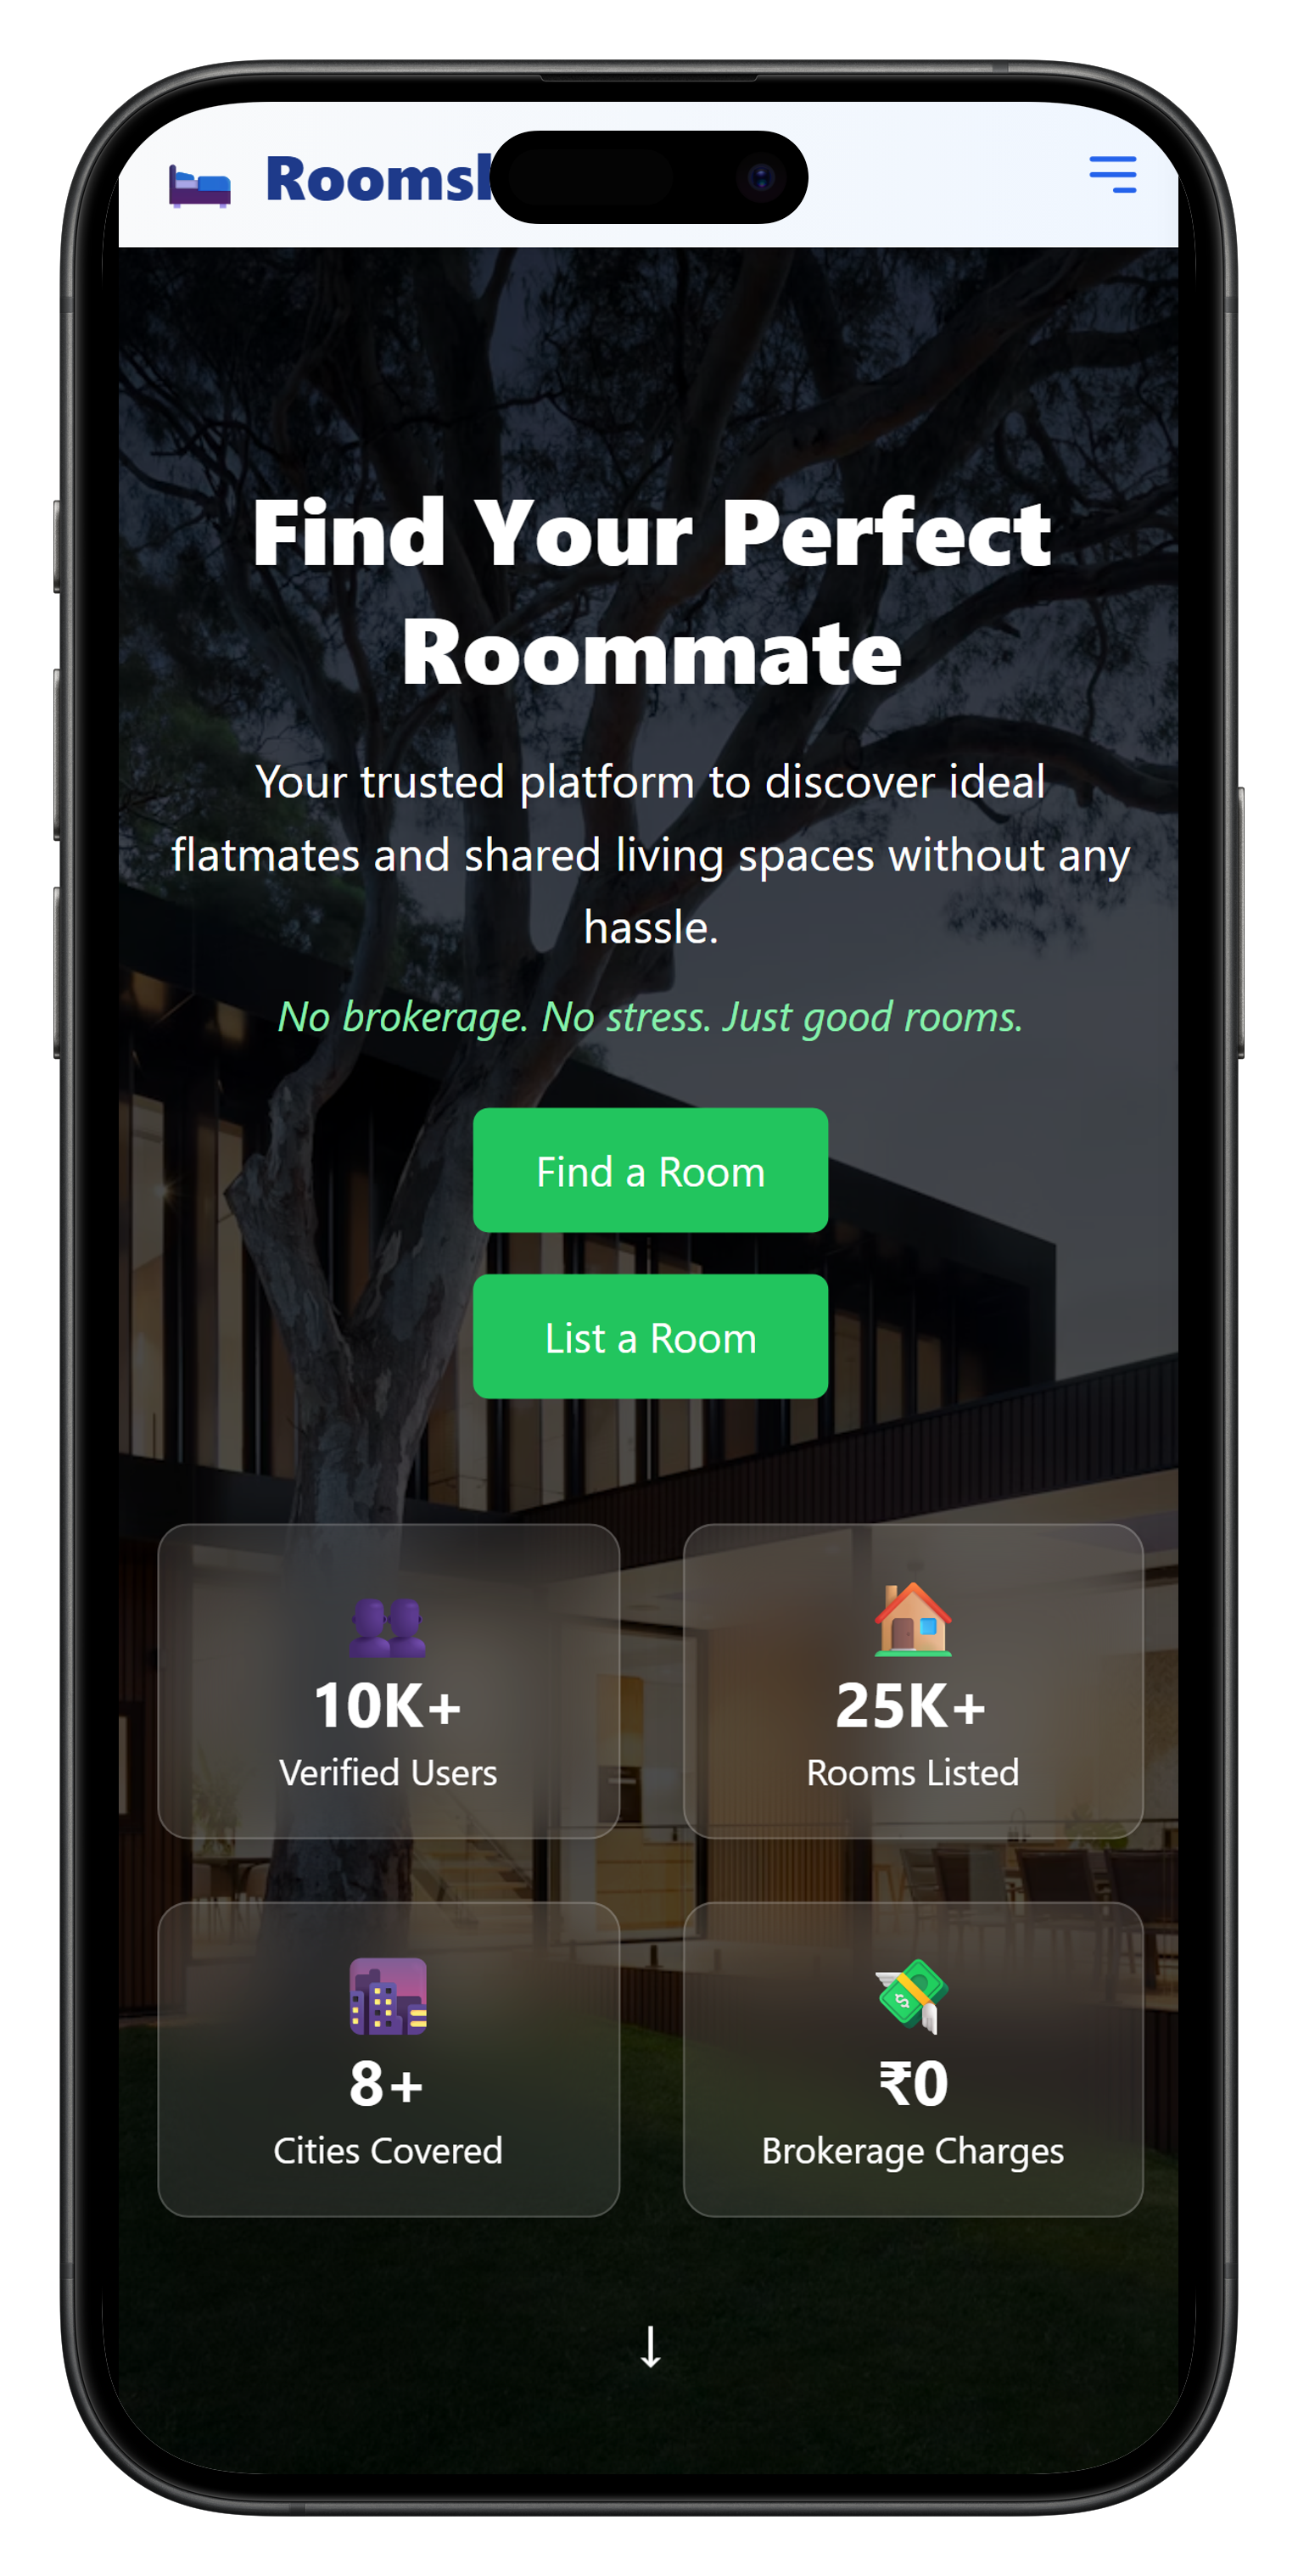 Find Your Perfect
Roommate
Your trusted platform to discover ideal
flatmates and shared living spaces without any
hassle.
No brokerage. No stress. Just good rooms.
Find a Room
List a Room
10K+
Verified Users
25K+
Rooms Listed
8+
Cities Covered
₹0
Brokerage Charges